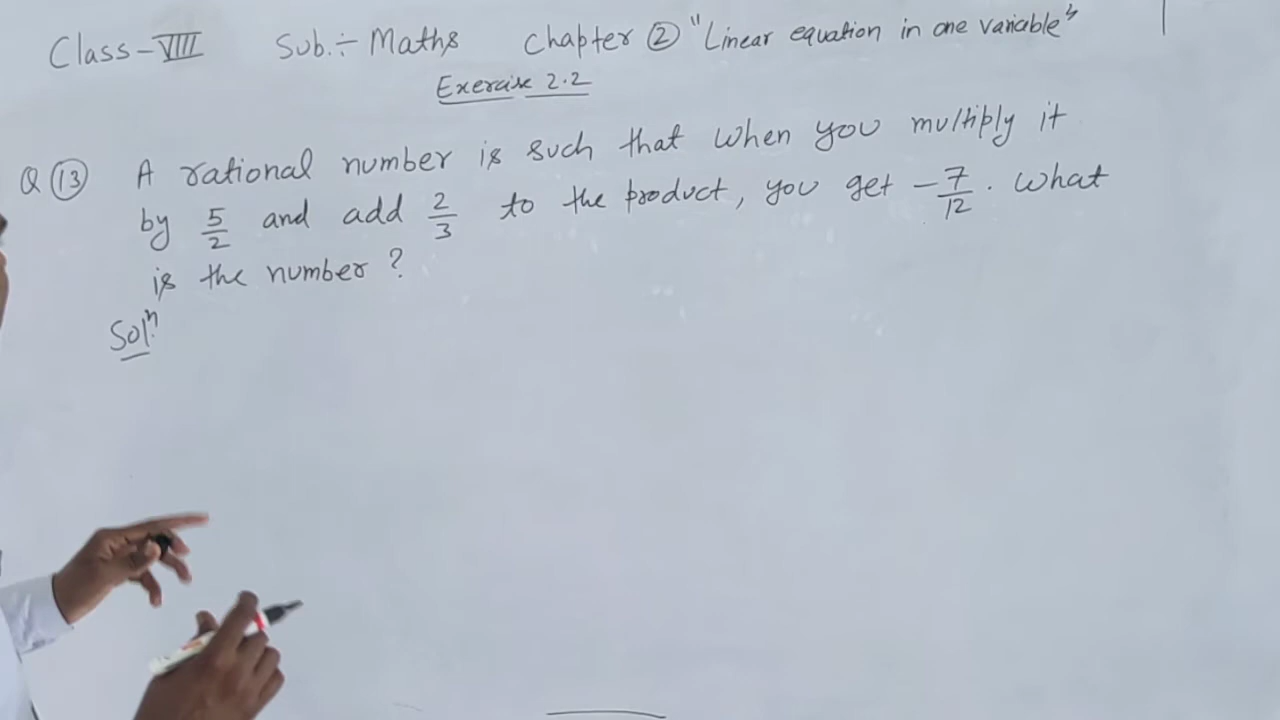 Class-VIII Sub.÷ Maths Chapter ② "Linear equation in one variable"
Exercise 2.2
Q ⑬ A rational number is such that when you multiply it
by 5/2 and add 2/3 to the product, you get -7/12. What
is the number?
Solⁿ.